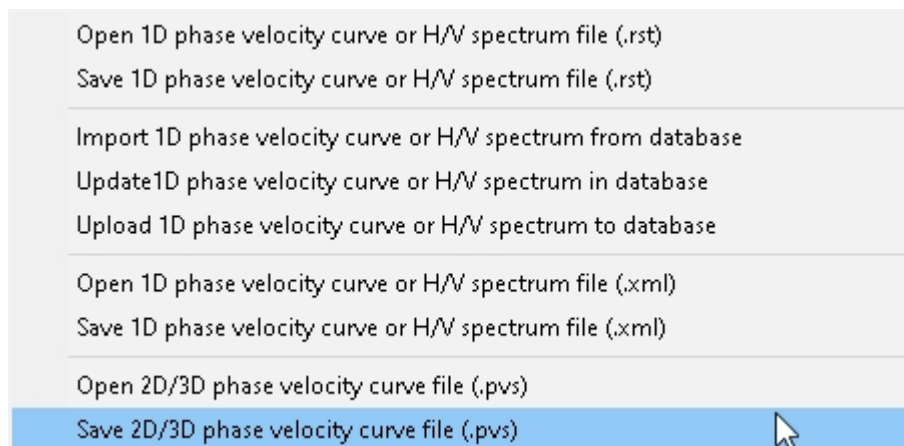 Open 1D phase velocity curve or H/V spectrum file (.rst)
Save 1D phase velocity curve or H/V spectrum file (.rst)
Import 1D phase velocity curve or H/V spectrum from database
Update1D phase velocity curve or H/V spectrum in database
Upload 1D phase velocity curve or H/V spectrum to database
Open 1D phase velocity curve or H/V spectrum file (.xml)
Save 1D phase velocity curve or H/V spectrum file (.xml)
Open 2D/3D phase velocity curve file (.pvs)
Save 2D/3D phase velocity curve file (.pvs)